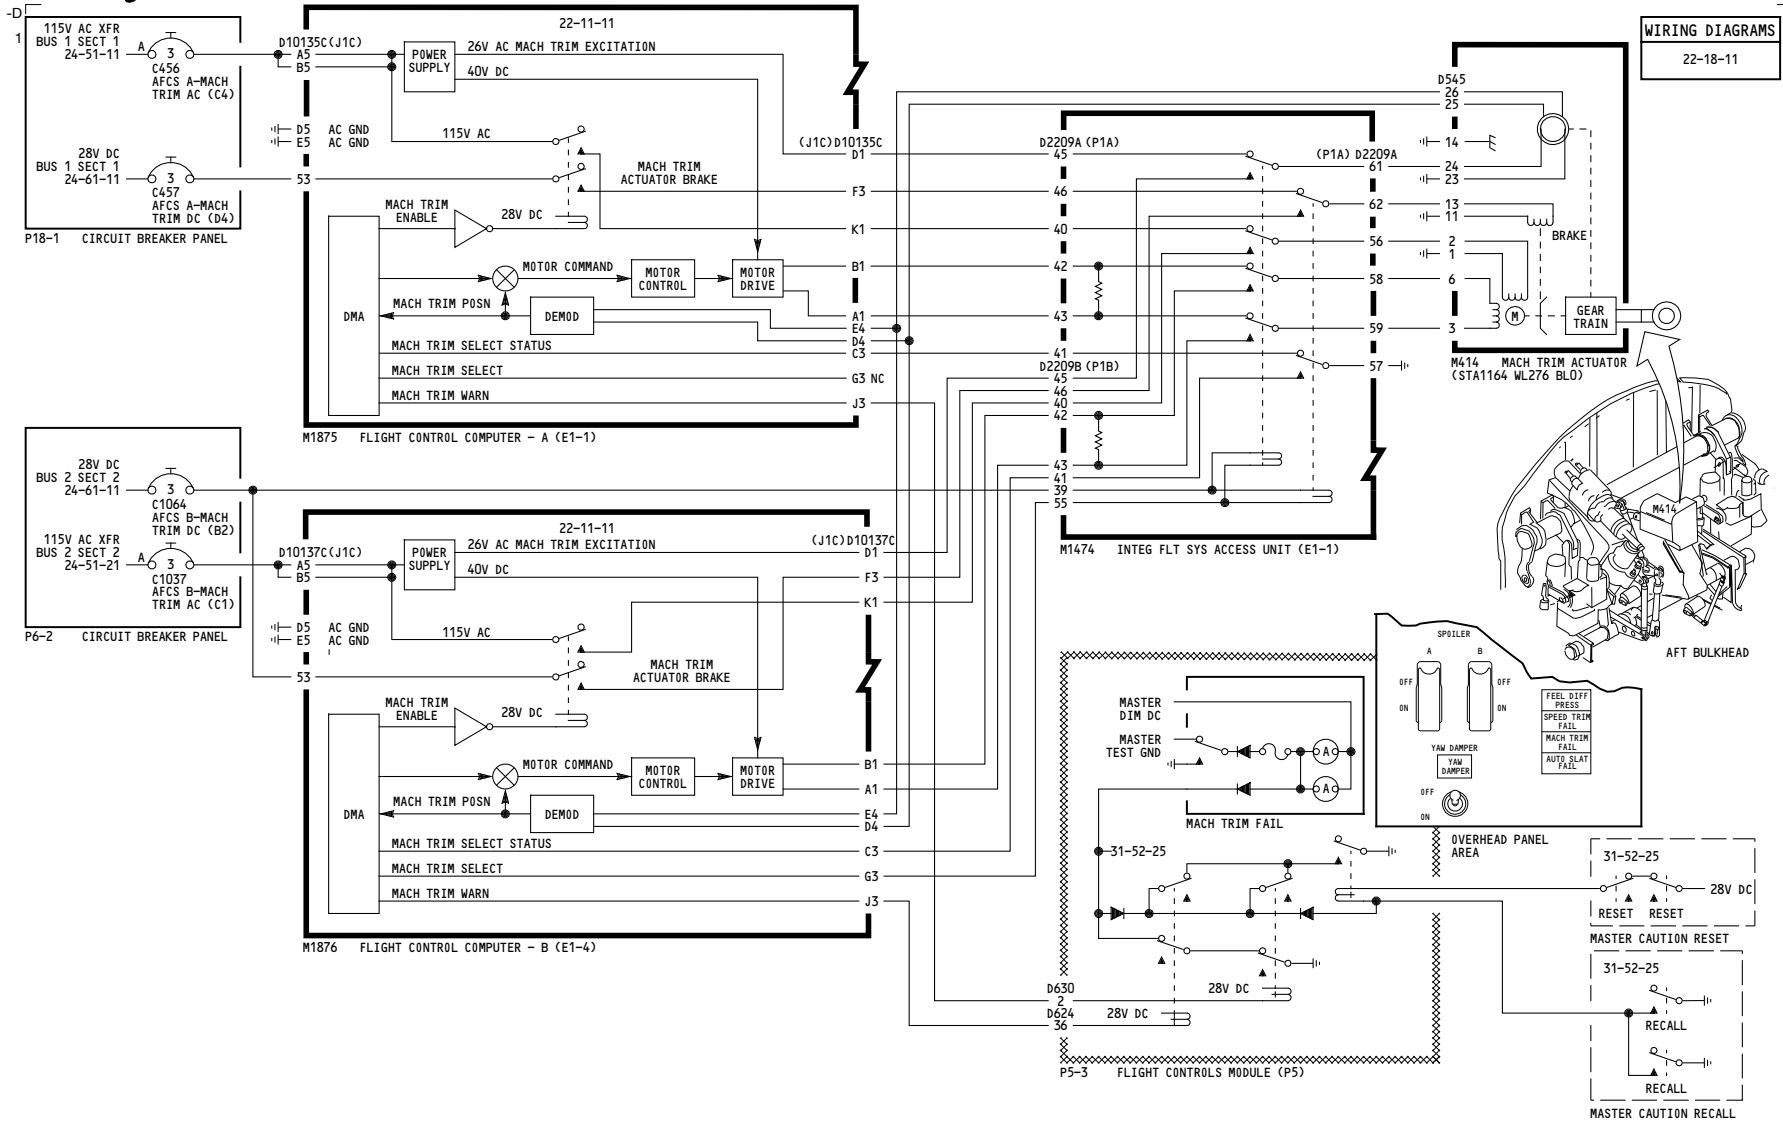 -D
1
115V AC XFR
BUS 1 SECT 1
24-51-11
A
3
C456
AFCS A-MACH
TRIM AC (C4)
28V DC
BUS 1 SECT 1
24-61-11
3
C457
AFCS A-MACH
TRIM DC (D4)
P18-1 CIRCUIT BREAKER PANEL
22-11-11
D10135C(J1C)
A5
B5
POWER
SUPPLY
26V AC MACH TRIM EXCITATION
40V DC
D5 AC GND
E5 AC GND
115V AC
53
MACH TRIM
ACTUATOR BRAKE
MACH TRIM
ENABLE
28V DC
MOTOR COMMAND
MOTOR
CONTROL
MOTOR
DRIVE
DMA
MACH TRIM POSN
DEMOD
MACH TRIM SELECT STATUS
MACH TRIM SELECT
MACH TRIM WARN
(J1C)D10135C
D1
F3
K1
B1
A1
E4
D4
C3
G3 NC
J3
M1875 FLIGHT CONTROL COMPUTER - A (E1-1)
28V DC
BUS 2 SECT 2
24-61-11
3
C1064
AFCS B-MACH
TRIM DC (B2)
115V AC XFR
BUS 2 SECT 2
24-51-21
A
3
C1037
AFCS B-MACH
TRIM AC (C1)
P6-2 CIRCUIT BREAKER PANEL
22-11-11
D10137C(J1C)
A5
B5
POWER
SUPPLY
26V AC MACH TRIM EXCITATION
40V DC
D5 AC GND
E5 AC GND
115V AC
53
MACH TRIM
ACTUATOR BRAKE
MACH TRIM
ENABLE
28V DC
MOTOR COMMAND
MOTOR
CONTROL
MOTOR
DRIVE
DMA
MACH TRIM POSN
DEMOD
MACH TRIM SELECT STATUS
MACH TRIM SELECT
MACH TRIM WARN
(J1C)D10137C
D1
F3
K1
B1
A1
E4
D4
C3
G3
J3
M1876 FLIGHT CONTROL COMPUTER - B (E1-4)
D2209A (P1A)
45
46
40
42
43
41
D2209B (P1B)
45
46
40
42
43
41
39
55
(P1A) D2209A
61
62
56
58
59
57
M1474 INTEG FLT SYS ACCESS UNIT (E1-1)
WIRING DIAGRAMS
22-18-11
D545
26
25
14
24
23
13
11
2
1
6
3
BRAKE
M
GEAR
TRAIN
M414 MACH TRIM ACTUATOR
(STA1164 WL276 BL0)
M414
AFT BULKHEAD
MASTER
DIM DC
MASTER
TEST GND
A
A
MACH TRIM FAIL
31-52-25
D630
2
28V DC
D624
36
28V DC
P5-3 FLIGHT CONTROLS MODULE (P5)
SPOILER
A B
OFF OFF
ON ON
FEEL DIFF
PRESS
SPEED TRIM
FAIL
MACH TRIM
FAIL
AUTO SLAT
FAIL
YAW DAMPER
YAW
DAMPER
OFF
ON
OVERHEAD PANEL
AREA
31-52-25
28V DC
RESET RESET
MASTER CAUTION RESET
31-52-25
RECALL
RECALL
MASTER CAUTION RECALL